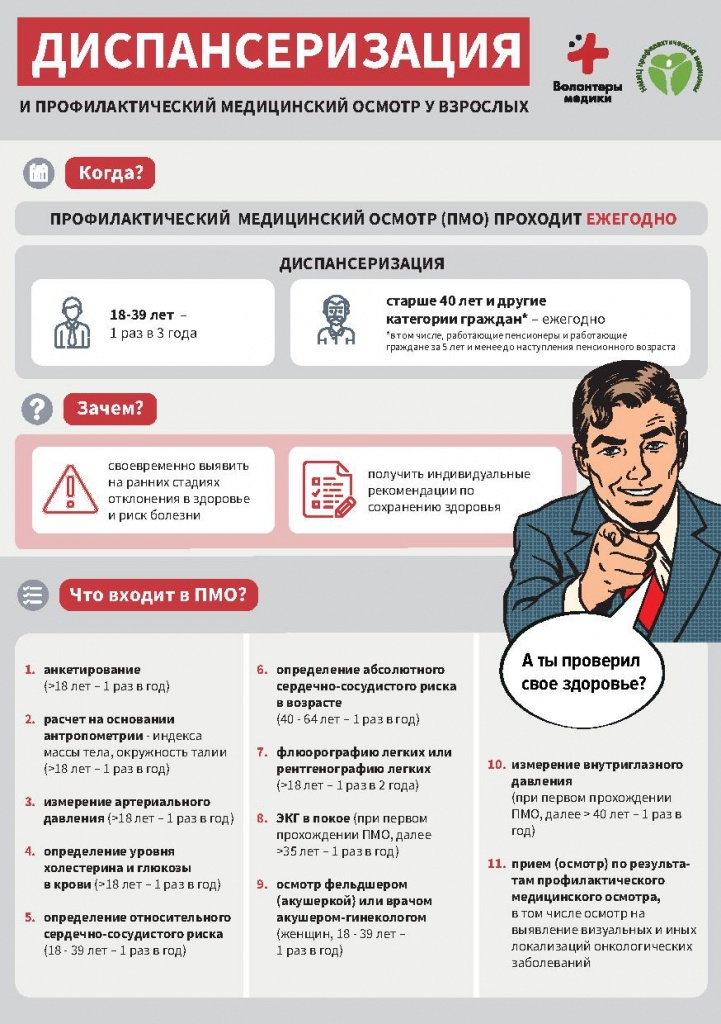 ДИСПАНСЕРИЗАЦИЯ
И ПРОФИЛАКТИЧЕСКИЙ МЕДИЦИНСКИЙ ОСМОТР У ВЗРОСЛЫХ
Волонтеры
медики
НМИЦ профилактической медицины
Когда?
ПРОФИЛАКТИЧЕСКИЙ МЕДИЦИНСКИЙ ОСМОТР (ПМО) ПРОХОДИТ ЕЖЕГОДНО
ДИСПАНСЕРИЗАЦИЯ
18-39 лет –
1 раз в 3 года
старше 40 лет и другие
категории граждан* – ежегодно
*в том числе, работающие пенсионеры и работающие
граждане за 5 лет и менее до наступления пенсионного возраста
Зачем?
своевременно выявить
на ранних стадиях
отклонения в здоровье
и риск болезни
получить индивидуальные
рекомендации по
сохранению здоровья
Что входит в ПМО?
1. анкетирование
(>18 лет – 1 раз в год)
2. расчет на основании
антропометрии - индекса
массы тела, окружность талии
(>18 лет – 1 раз в год)
3. измерение артериального
давления (>18 лет – 1 раз в год)
4. определение уровня
холестерина и глюкозы
в крови (>18 лет – 1 раз в год)
5. определение относительного
сердечно-сосудистого риска
(18 - 39 лет – 1 раз в год)
6. определение абсолютного
сердечно-сосудистого риска
в возрасте
(40 - 64 лет – 1 раз в год)
7. флюорографию легких или
рентгенографию легких
(>18 лет – 1 раз в 2 года)
8. ЭКГ в покое (при первом
прохождении ПМО, далее
>35 лет – 1 раз в год)
9. осмотр фельдшером
(акушеркой) или врачом
акушером-гинекологом
(женщин, 18 - 39 лет –
1 раз в год)
А ты проверил
свое здоровье?
10. измерение внутриглазного
давления
(при первом прохождении
ПМО, далее > 40 лет – 1 раз в
год)
11. прием (осмотр) по результа-
там профилактического
медицинского осмотра,
в том числе осмотр на
выявление визуальных и иных
локализаций онкологических
заболеваний